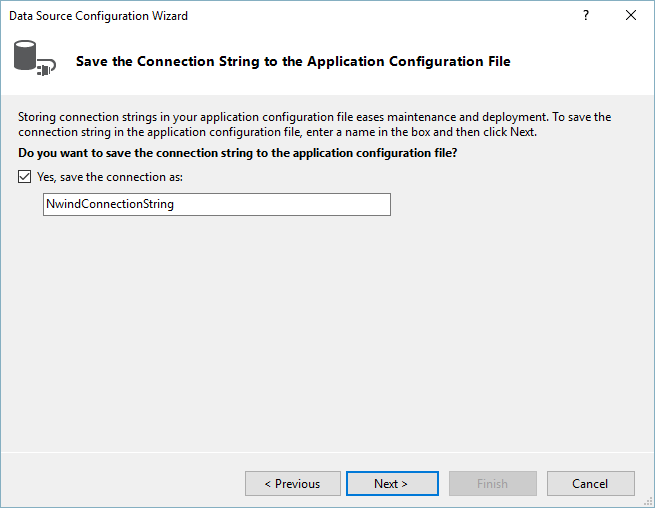 Data Source Configuration Wizard
?
Save the Connection String to the Application Configuration File
Storing connection strings in your application configuration file eases maintenance and deployment. To save the
connection string in the application configuration file, enter a name in the box and then click Next.
Do you want to save the connection string to the application configuration file?
Yes, save the connection as:
NwindConnectionString
< Previous
Next >
Finish
Cancel